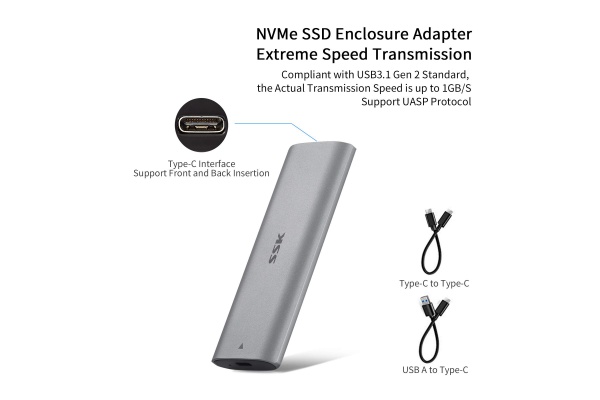 NVMe SSD Enclosure Adapter
Extreme Speed Transmission
Compliant with USB3.1 Gen 2 Standard,
the Actual Transmission Speed is up to 1GB/S
Support UASP Protocol
Type-C Interface
Support Front and Back Insertion
SSK
Type-C to Type-C
USB A to Type-C